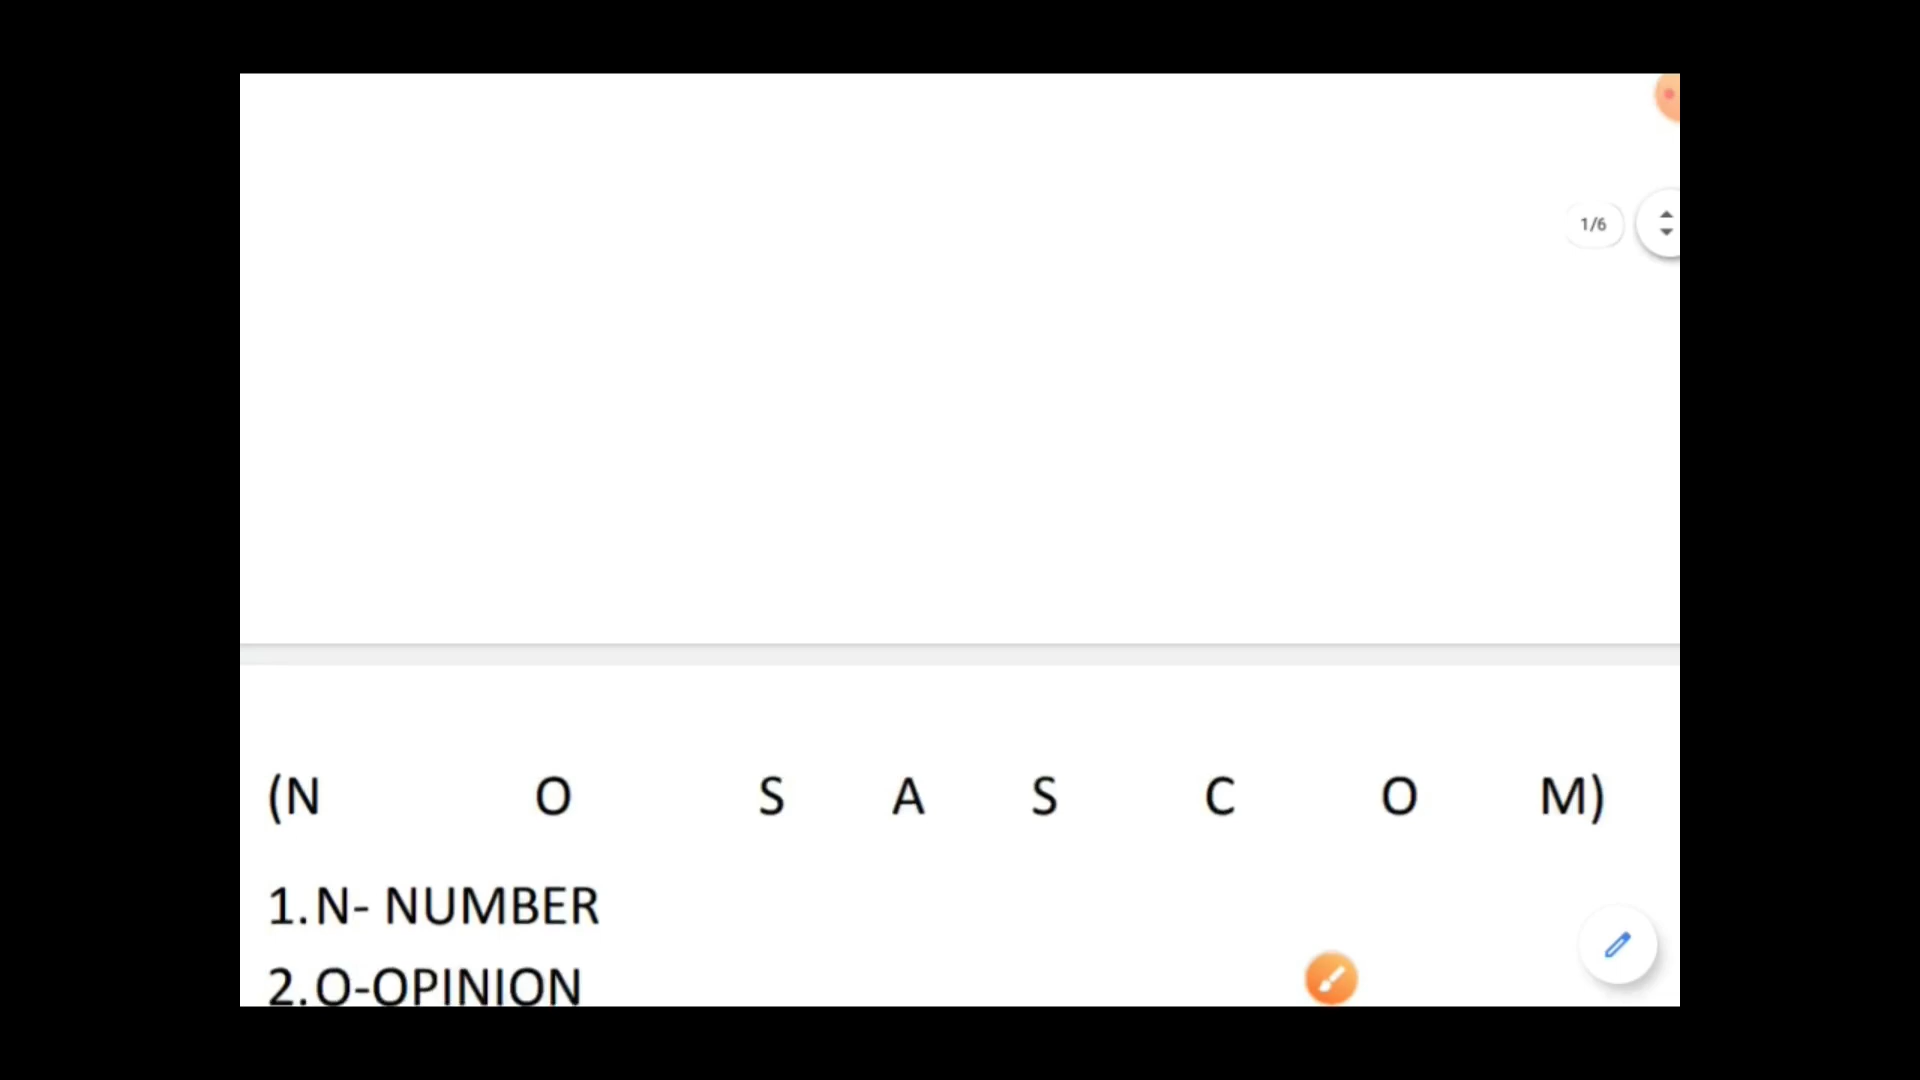 1/6
(N O S A S C O M)
1. N- NUMBER
2. O-OPINION